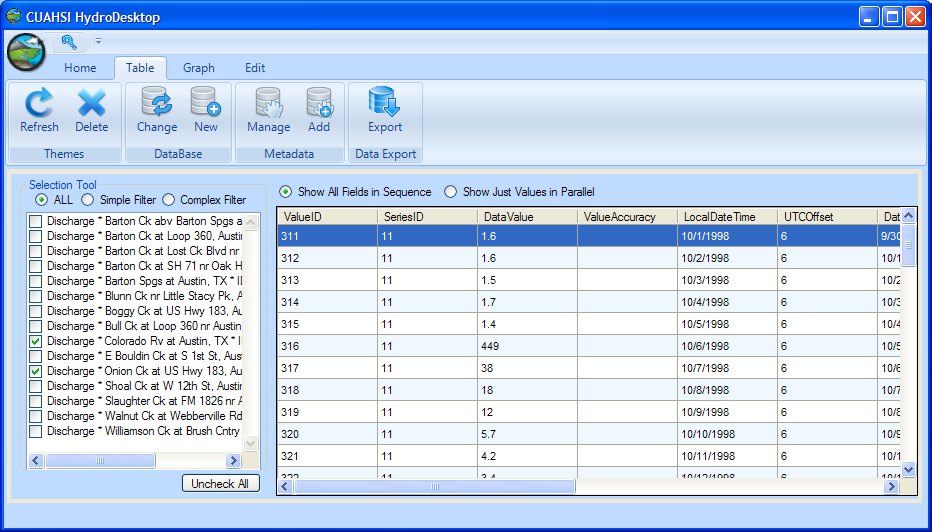 CUAHSI HydroDesktop
Home Table Graph Edit
Refresh Delete Change New Manage Add Export
Themes DataBase Metadata Data Export
Selection Tool
ALL Simple Filter Complex Filter
Discharge * Barton Ck abv Barton Spgs a
Discharge * Barton Ck at Loop 360, Austin
Discharge * Barton Ck at Lost Ck Blvd nr
Discharge * Barton Ck at SH 71 nr Oak H
Discharge * Barton Spgs at Austin, TX * I
Discharge * Blunn Ck nr Little Stacy Pk, A
Discharge * Boggy Ck at US Hwy 183, Au
Discharge * Bull Ck at Loop 360 nr Austin
Discharge * Colorado Rv at Austin, TX * I
Discharge * E Bouldin Ck at S 1st St, Aus
Discharge * Onion Ck at US Hwy 183, Au
Discharge * Shoal Ck at W 12th St, Austin
Discharge * Slaughter Ck at FM 1826 nr A
Discharge * Walnut Ck at Webberville Rd
Discharge * Williamson Ck at Brush Cntry
Uncheck All
Show All Fields in Sequence Show Just Values in Parallel
ValueID SeriesID DataValue ValueAccuracy LocalDateTime UTCOffset Dat
311 11 1.6 10/1/1998 6 9/30
312 11 1.6 10/2/1998 6 10/1
313 11 1.5 10/3/1998 6 10/2
314 11 1.7 10/4/1998 6 10/3
315 11 1.4 10/5/1998 6 10/4
316 11 449 10/6/1998 6 10/5
317 11 38 10/7/1998 6 10/6
318 11 18 10/8/1998 6 10/7
319 11 12 10/9/1998 6 10/8
320 11 5.7 10/10/1998 6 10/9
321 11 4.2 10/11/1998 6 10/1
322 11 3.4 10/12/1998 6 10/1